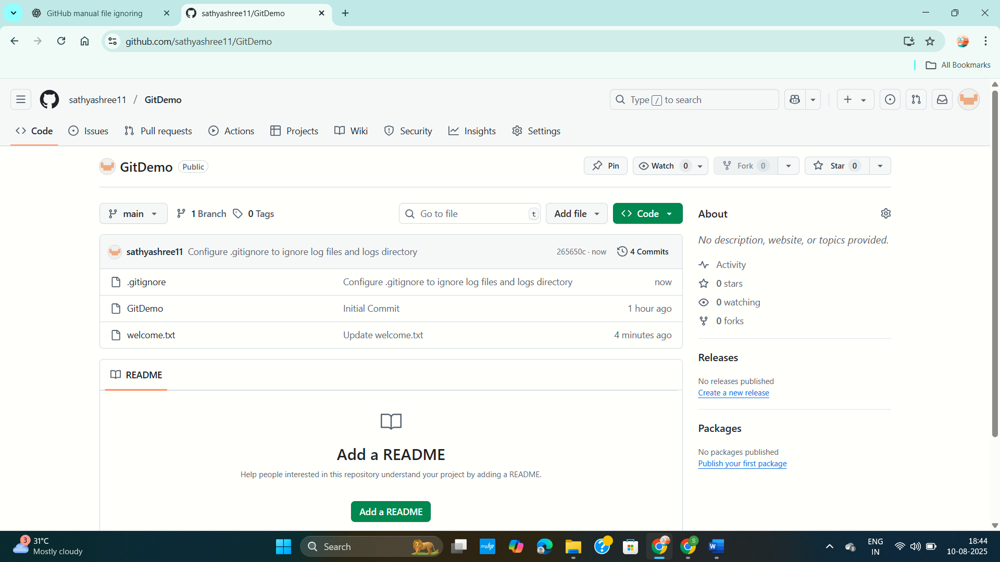 GitHub manual file ignoring
sathyashree11/GitDemo
github.com/sathyashree11/GitDemo
All Bookmarks
sathyashree11 / GitDemo
Type / to search
Code Issues Pull requests Actions Projects Wiki Security Insights Settings
GitDemo Public
Pin Watch 0 Fork 0 Star 0
main 1 Branch 0 Tags Go to file t Add file Code
sathyashree11 Configure .gitignore to ignore log files and logs directory 265650c · now 4 Commits
.gitignore Configure .gitignore to ignore log files and logs directory now
GitDemo Initial Commit 1 hour ago
welcome.txt Update welcome.txt 4 minutes ago
README
Add a README
Help people interested in this repository understand your project by adding a README.
Add a README
About
No description, website, or topics provided.
Activity
0 stars
0 watching
0 forks
Releases
No releases published
Create a new release
Packages
No packages published
Publish your first package
3
31°C
Mostly cloudy
Search
myhp
S
W
ENG
IN
18:44
10-08-2025